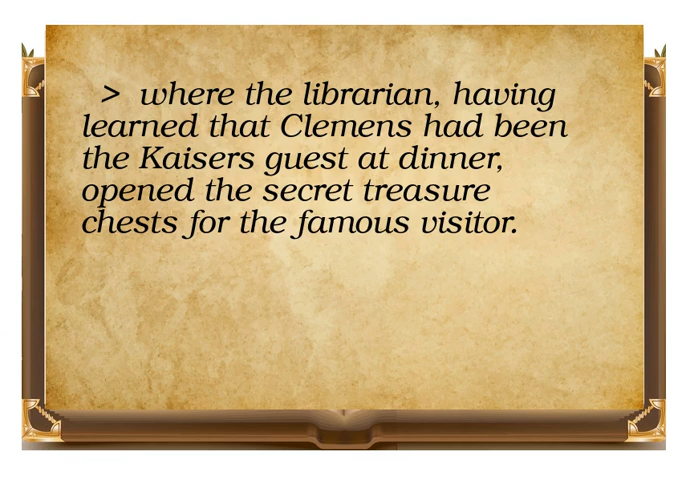 > where the librarian, having
learned that Clemens had been
the Kaisers guest at dinner,
opened the secret treasure
chests for the famous visitor.